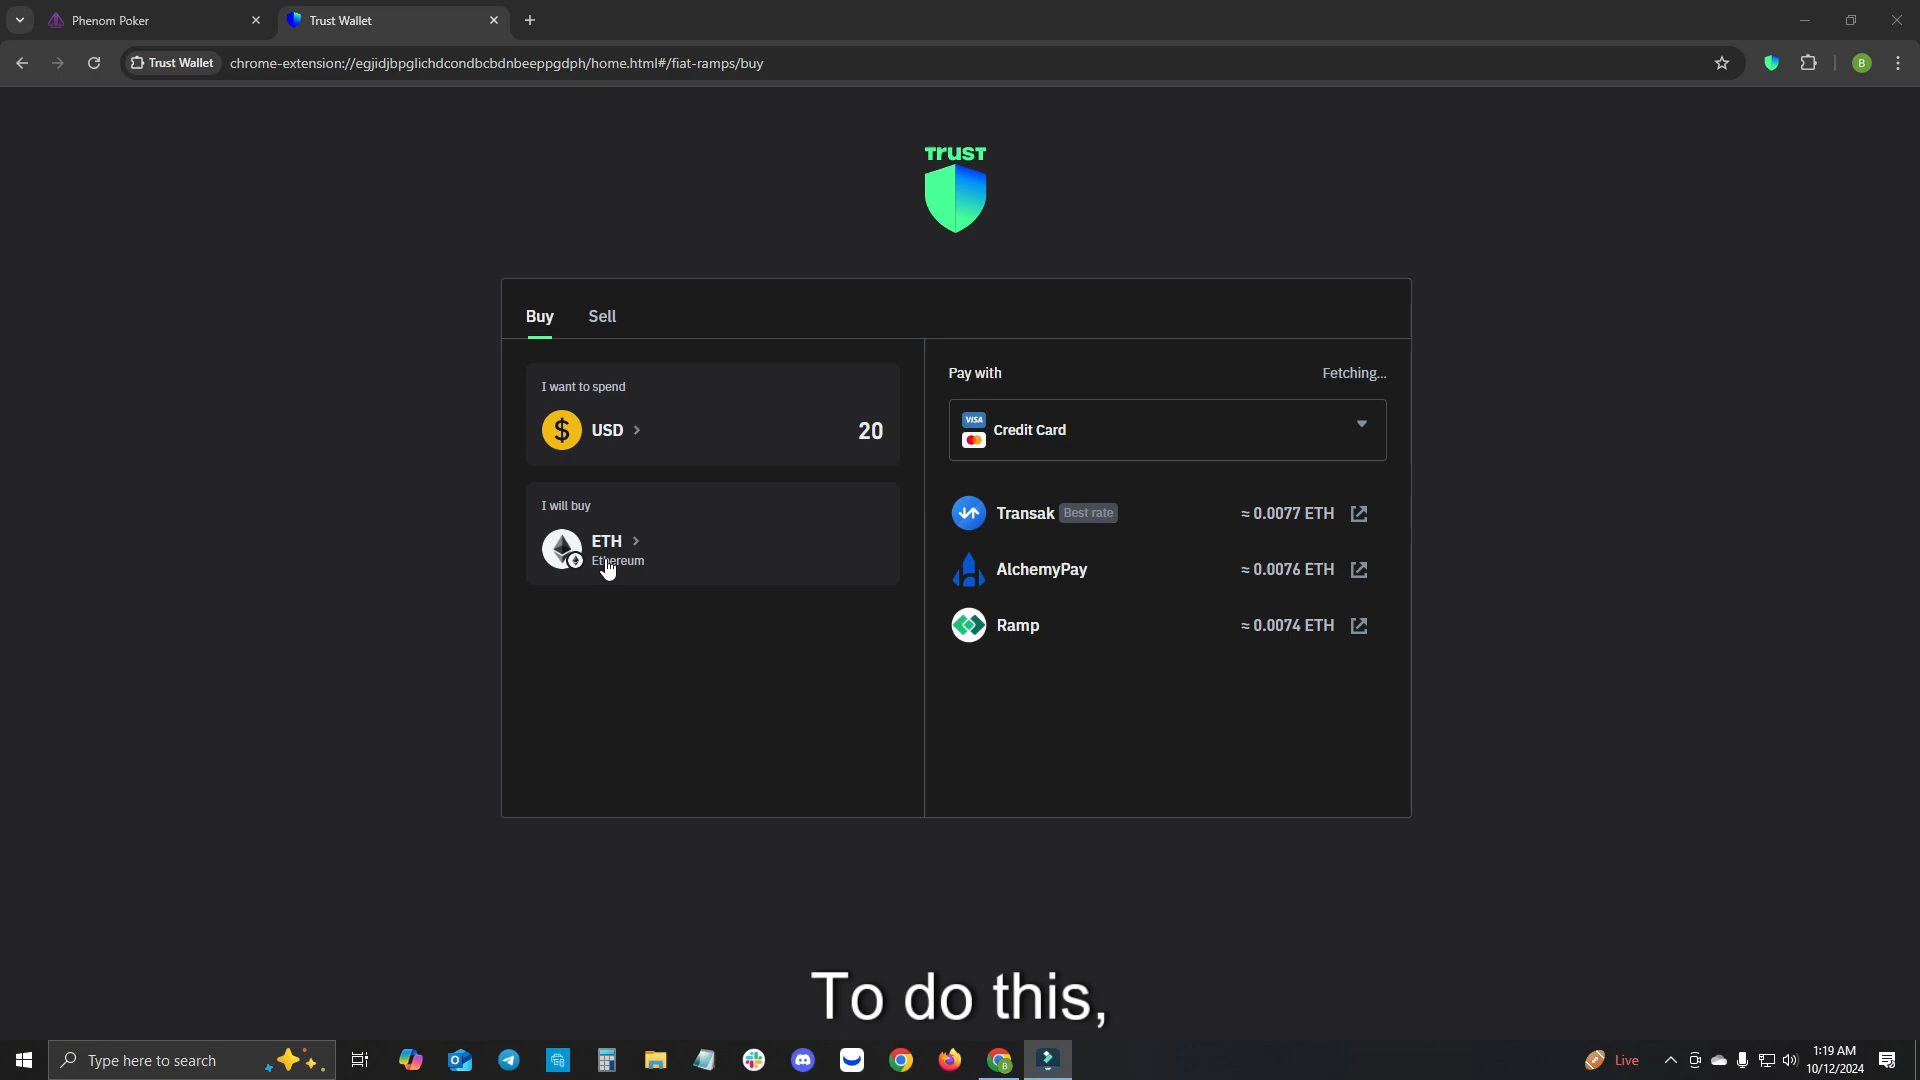 Phenom Poker
Trust Wallet
Trust Wallet
chrome-extension://egjidjbpglichdcondbcbdnbeeppgdph/home.html#/fiat-ramps/buy
B
TRUST
Buy
Sell
I want to spend
$
USD
20
I will buy
ETH
Ethereum
Pay with
Fetching...
VISA
Credit Card
Transak
Best rate
≈ 0.0077 ETH
AlchemyPay
≈ 0.0076 ETH
Ramp
≈ 0.0074 ETH
To do this,
Type here to search
B
Live
1:19 AM
10/12/2024